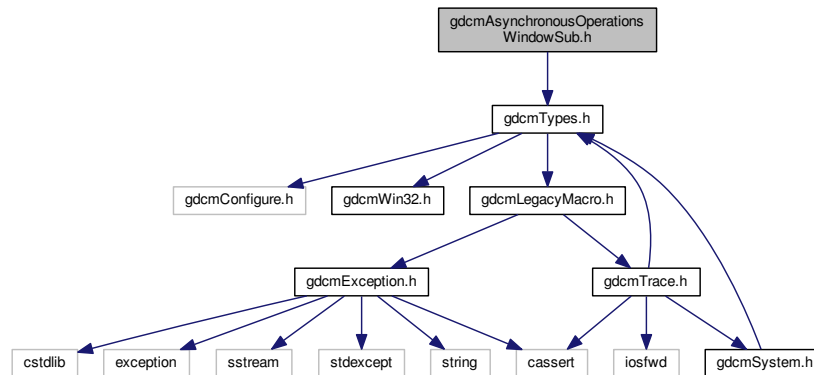 gdcmAsynchronousOperations
WindowSub.h
gdcmTypes.h
gdcmConfigure.h
gdcmWin32.h
gdcmLegacyMacro.h
gdcmException.h
gdcmTrace.h
cstdlib
exception
sstream
stdexcept
string
cassert
iosfwd
gdcmSystem.h